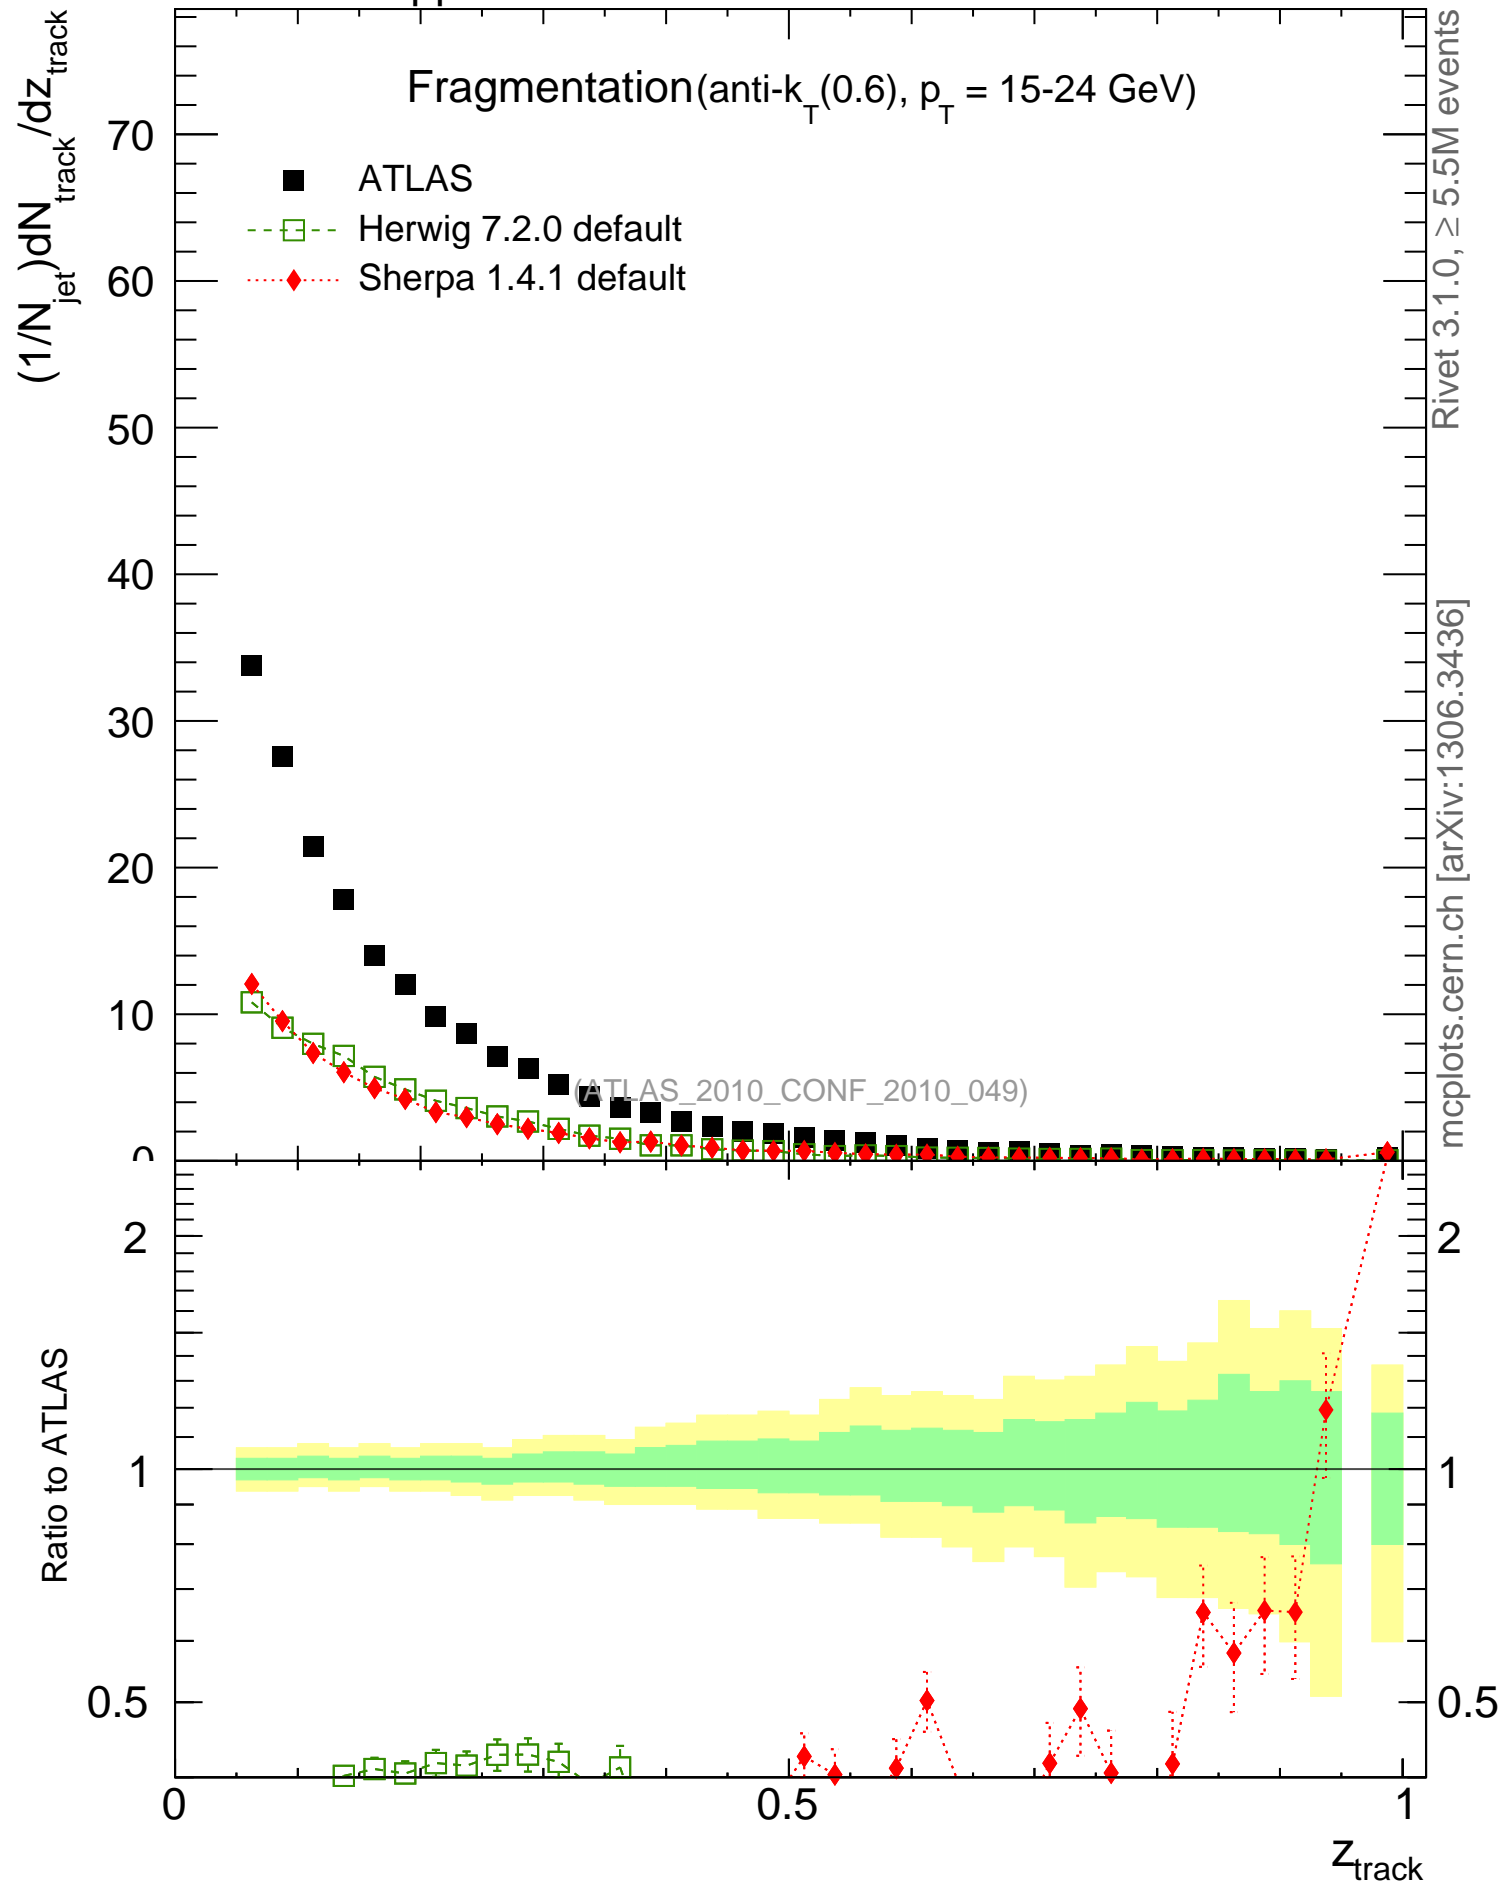 pp
Fragmentation (anti-k_T(0.6), p_T = 15-24 GeV)
(1/N_jet)dN_track/dz_track
ATLAS
Herwig 7.2.0 default
Sherpa 1.4.1 default
70
60
50
40
30
20
10
0
(ATLAS_2010_CONF_2010_049)
Rivet 3.1.0, ≥ 5.5M events
mcplots.cern.ch [arXiv:1306.3436]
Ratio to ATLAS
2
1
0.5
2
1
0.5
0
0.5
1
z_track